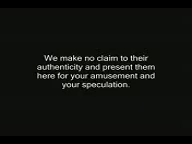 We make no claim to their
authenticity and present them
here for your amusement and
your speculation.